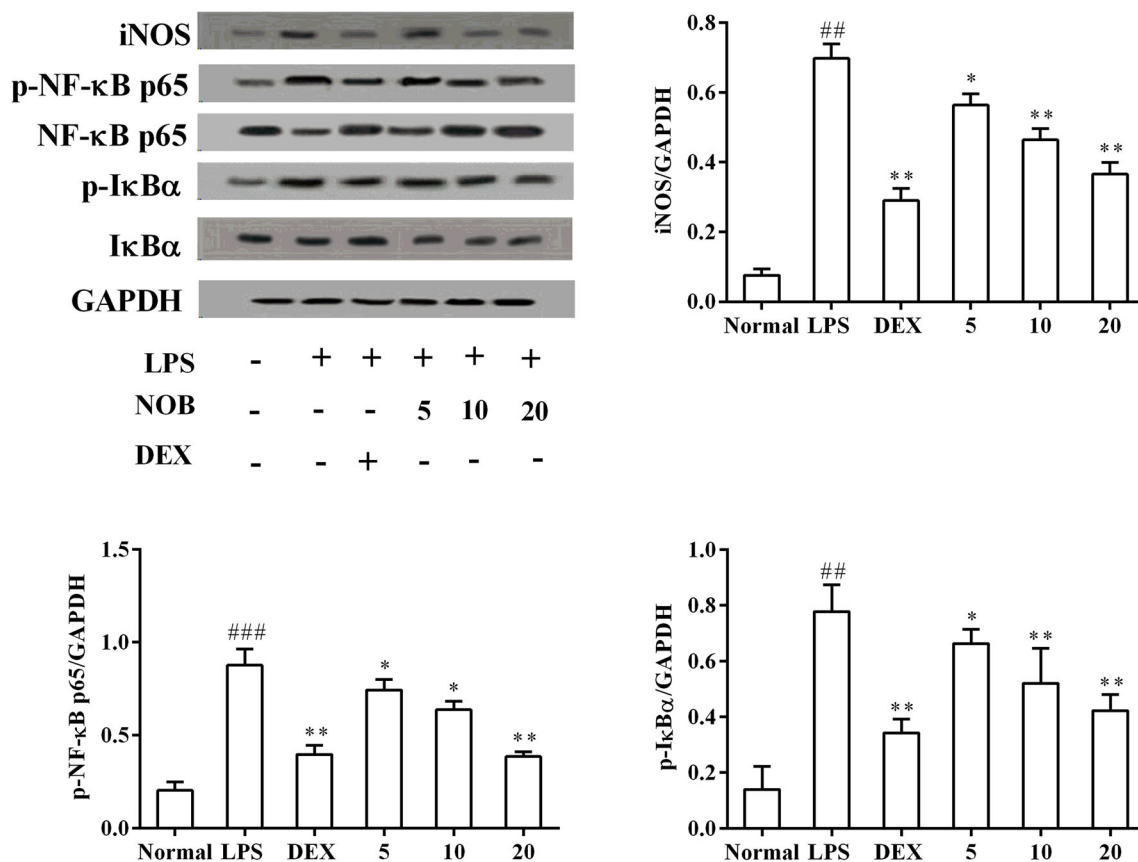 iNOS
p-NF-κB p65
NF-κB p65
p-IκBα
IκBα
GAPDH
LPS - + + + + +
NOB - - - 5 10 20
DEX - - + - - -
iNOS/GAPDH
0.8
0.6
0.4
0.2
0.0
##
**
*
**
**
Normal LPS DEX 5 10 20
p-NF-κB p65/GAPDH
1.5
1.0
0.5
0.0
###
**
*
*
**
Normal LPS DEX 5 10 20
p-IκBα/GAPDH
1.0
0.8
0.6
0.4
0.2
0.0
##
**
*
**
**
Normal LPS DEX 5 10 20